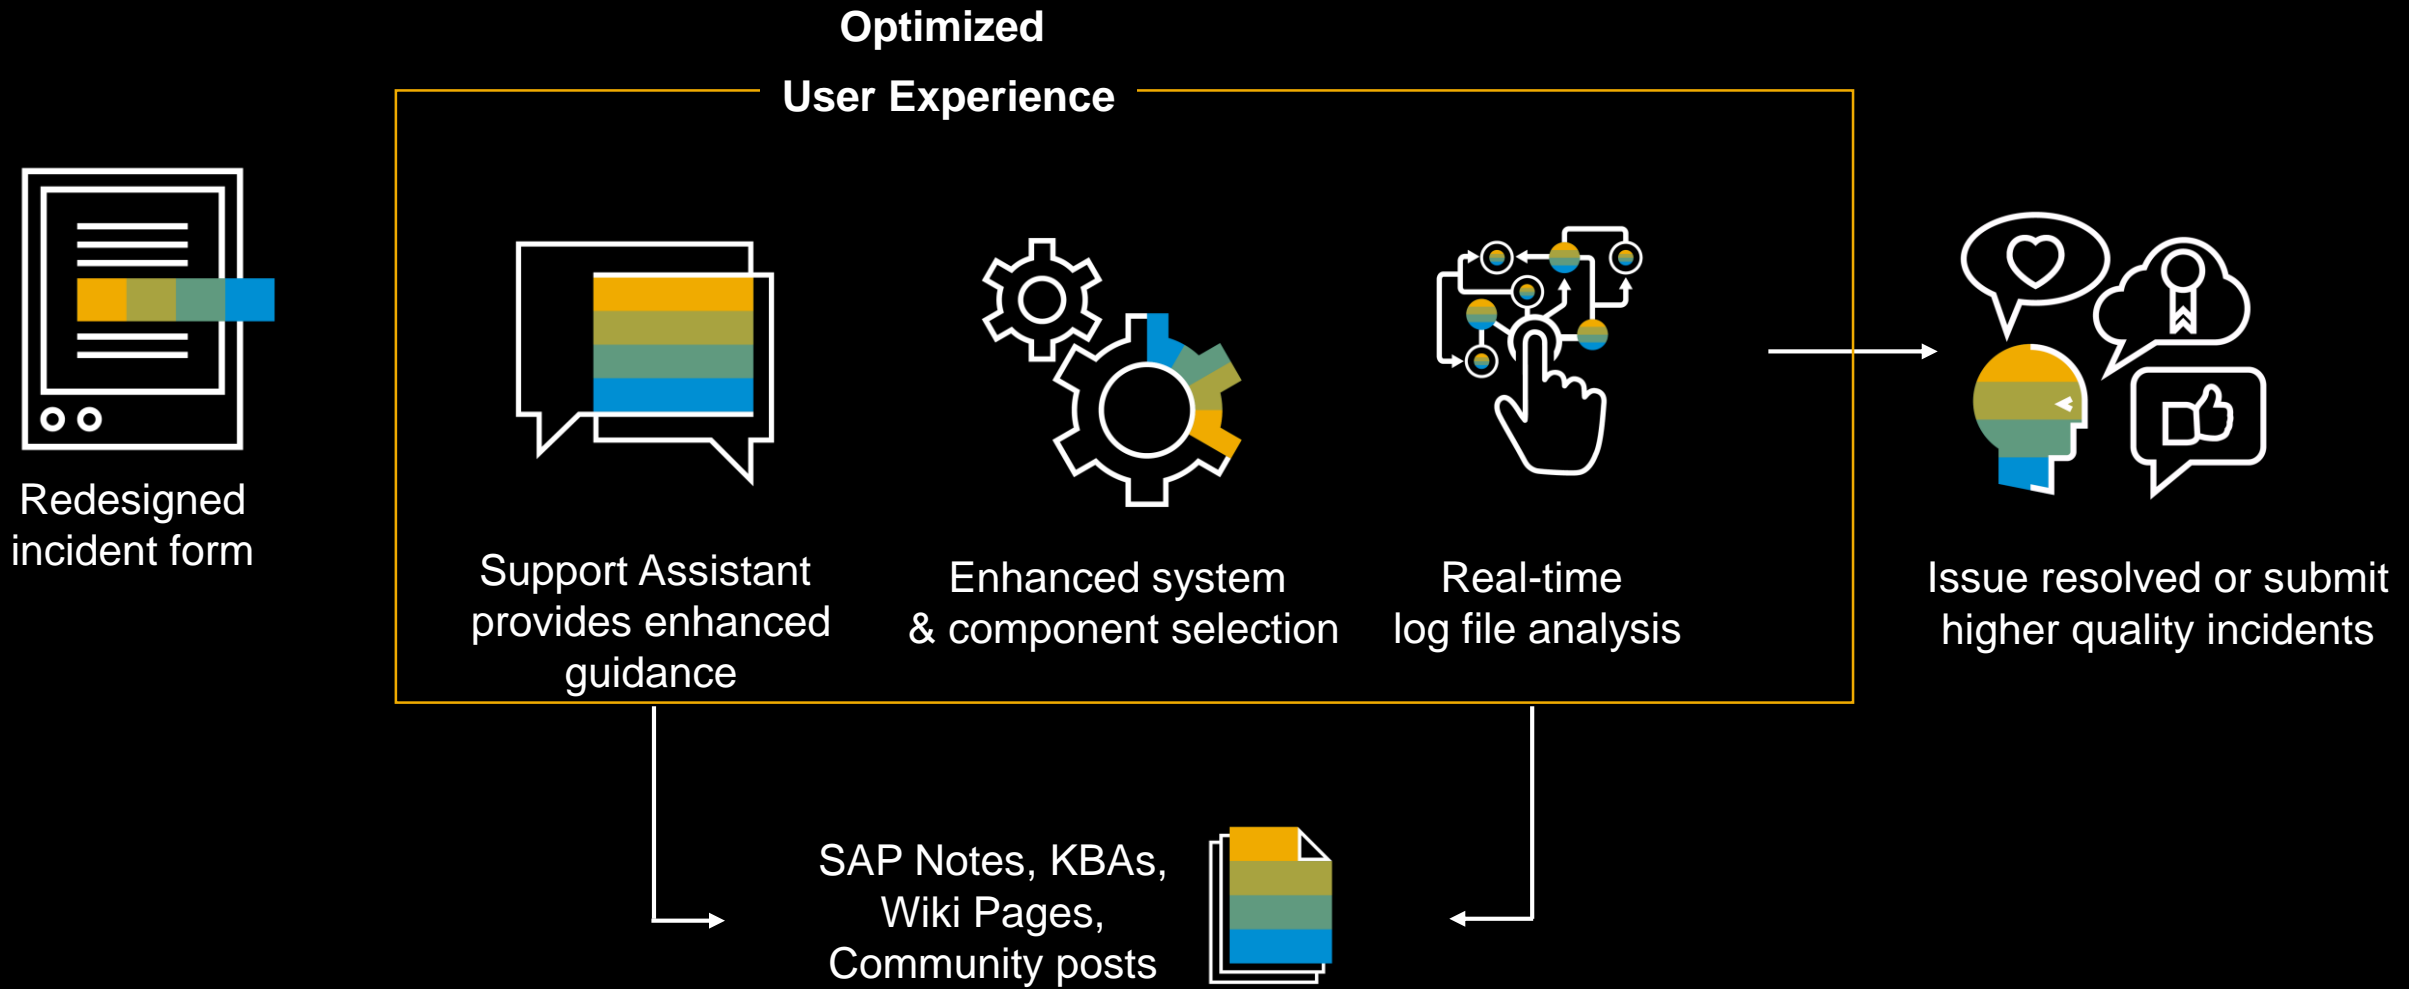 Optimized
User Experience
Redesigned
incident form
Support Assistant
provides enhanced
guidance
Enhanced system
& component selection
Real-time
log file analysis
Issue resolved or submit
higher quality incidents
SAP Notes, KBAs,
Wiki Pages,
Community posts